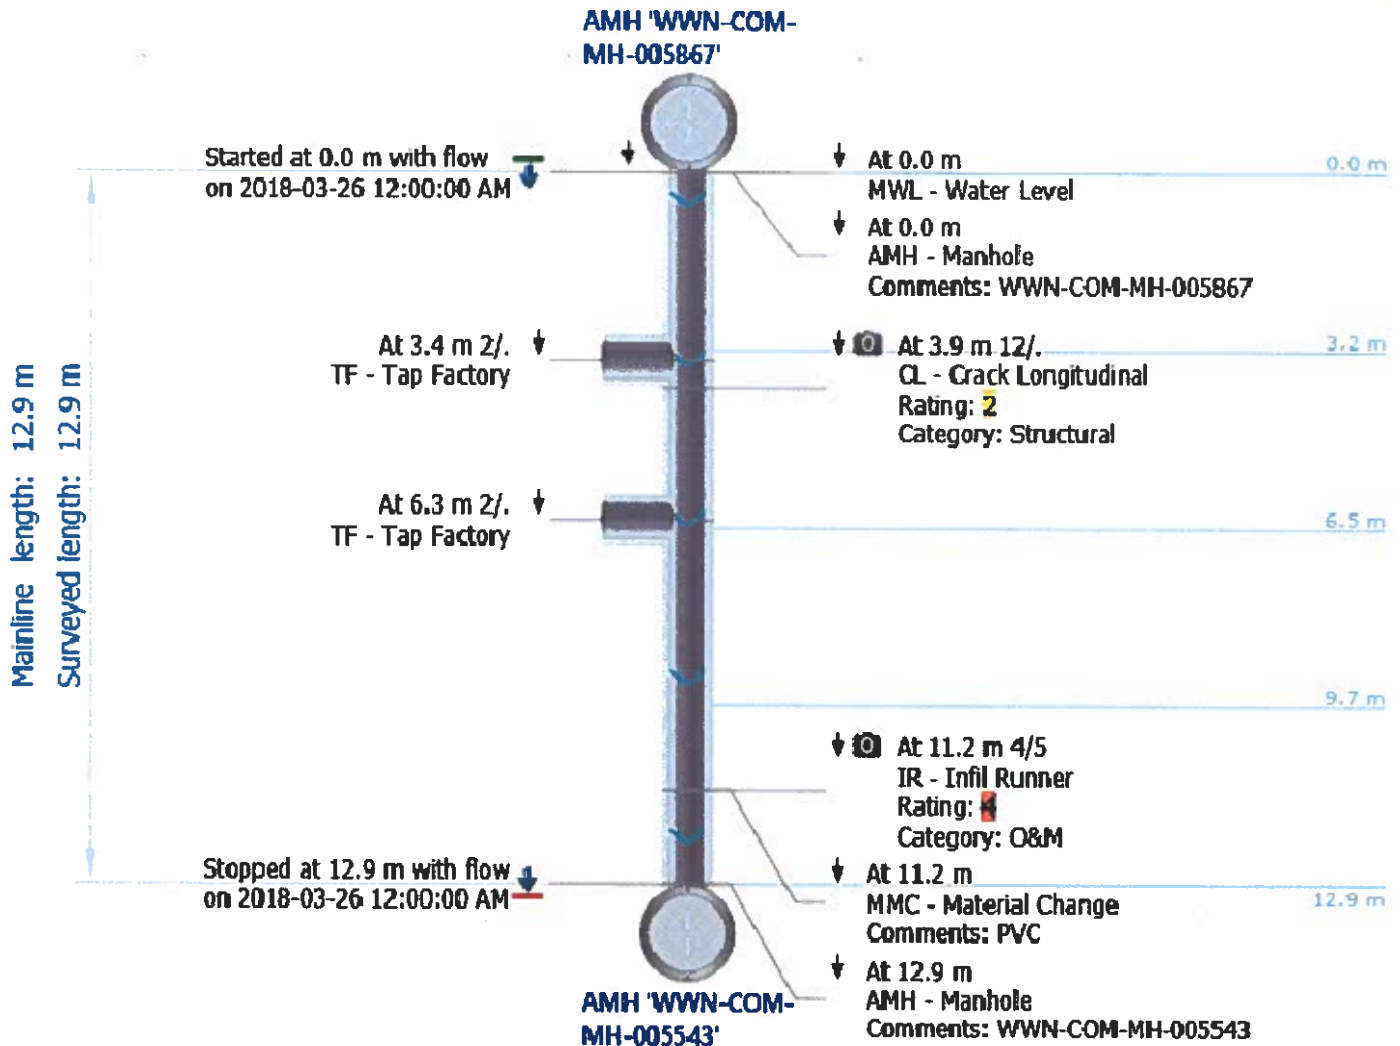 AMH 'WWN-COM-
MH-005867'
Started at 0.0 m with flow
on 2018-03-26 12:00:00 AM
At 0.0 m
MWL - Water Level
0.0 m
At 0.0 m
AMH - Manhole
Comments: WWN-COM-MH-005867
At 3.4 m 2/.
TF - Tap Factory
At 3.9 m 12/.
CL - Crack Longitudinal
Rating: 2
Category: Structural
3.2 m
Mainline length: 12.9 m
Surveyed length: 12.9 m
At 6.3 m 2/.
TF - Tap Factory
6.5 m
9.7 m
At 11.2 m 4/5
IR - Infil Runner
Rating: 4
Category: O&M
Stopped at 12.9 m with flow
on 2018-03-26 12:00:00 AM
At 11.2 m
MMC - Material Change
Comments: PVC
12.9 m
At 12.9 m
AMH - Manhole
Comments: WWN-COM-MH-005543
AMH 'WWN-COM-
MH-005543'